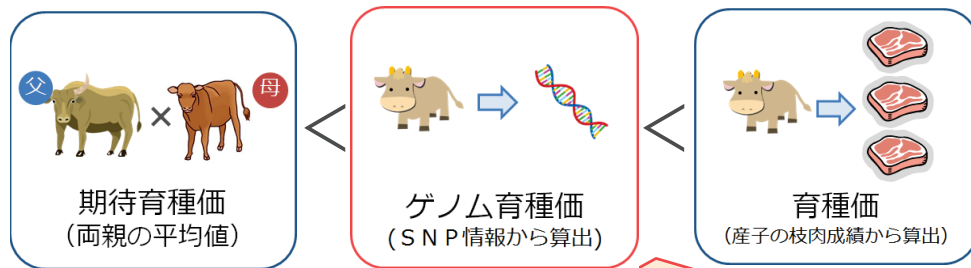 父
母
期待育種価
(両親の平均値)
ゲノム育種価
(ＳＮＰ情報から算出)
育種価
(産子の枝肉成績から算出)